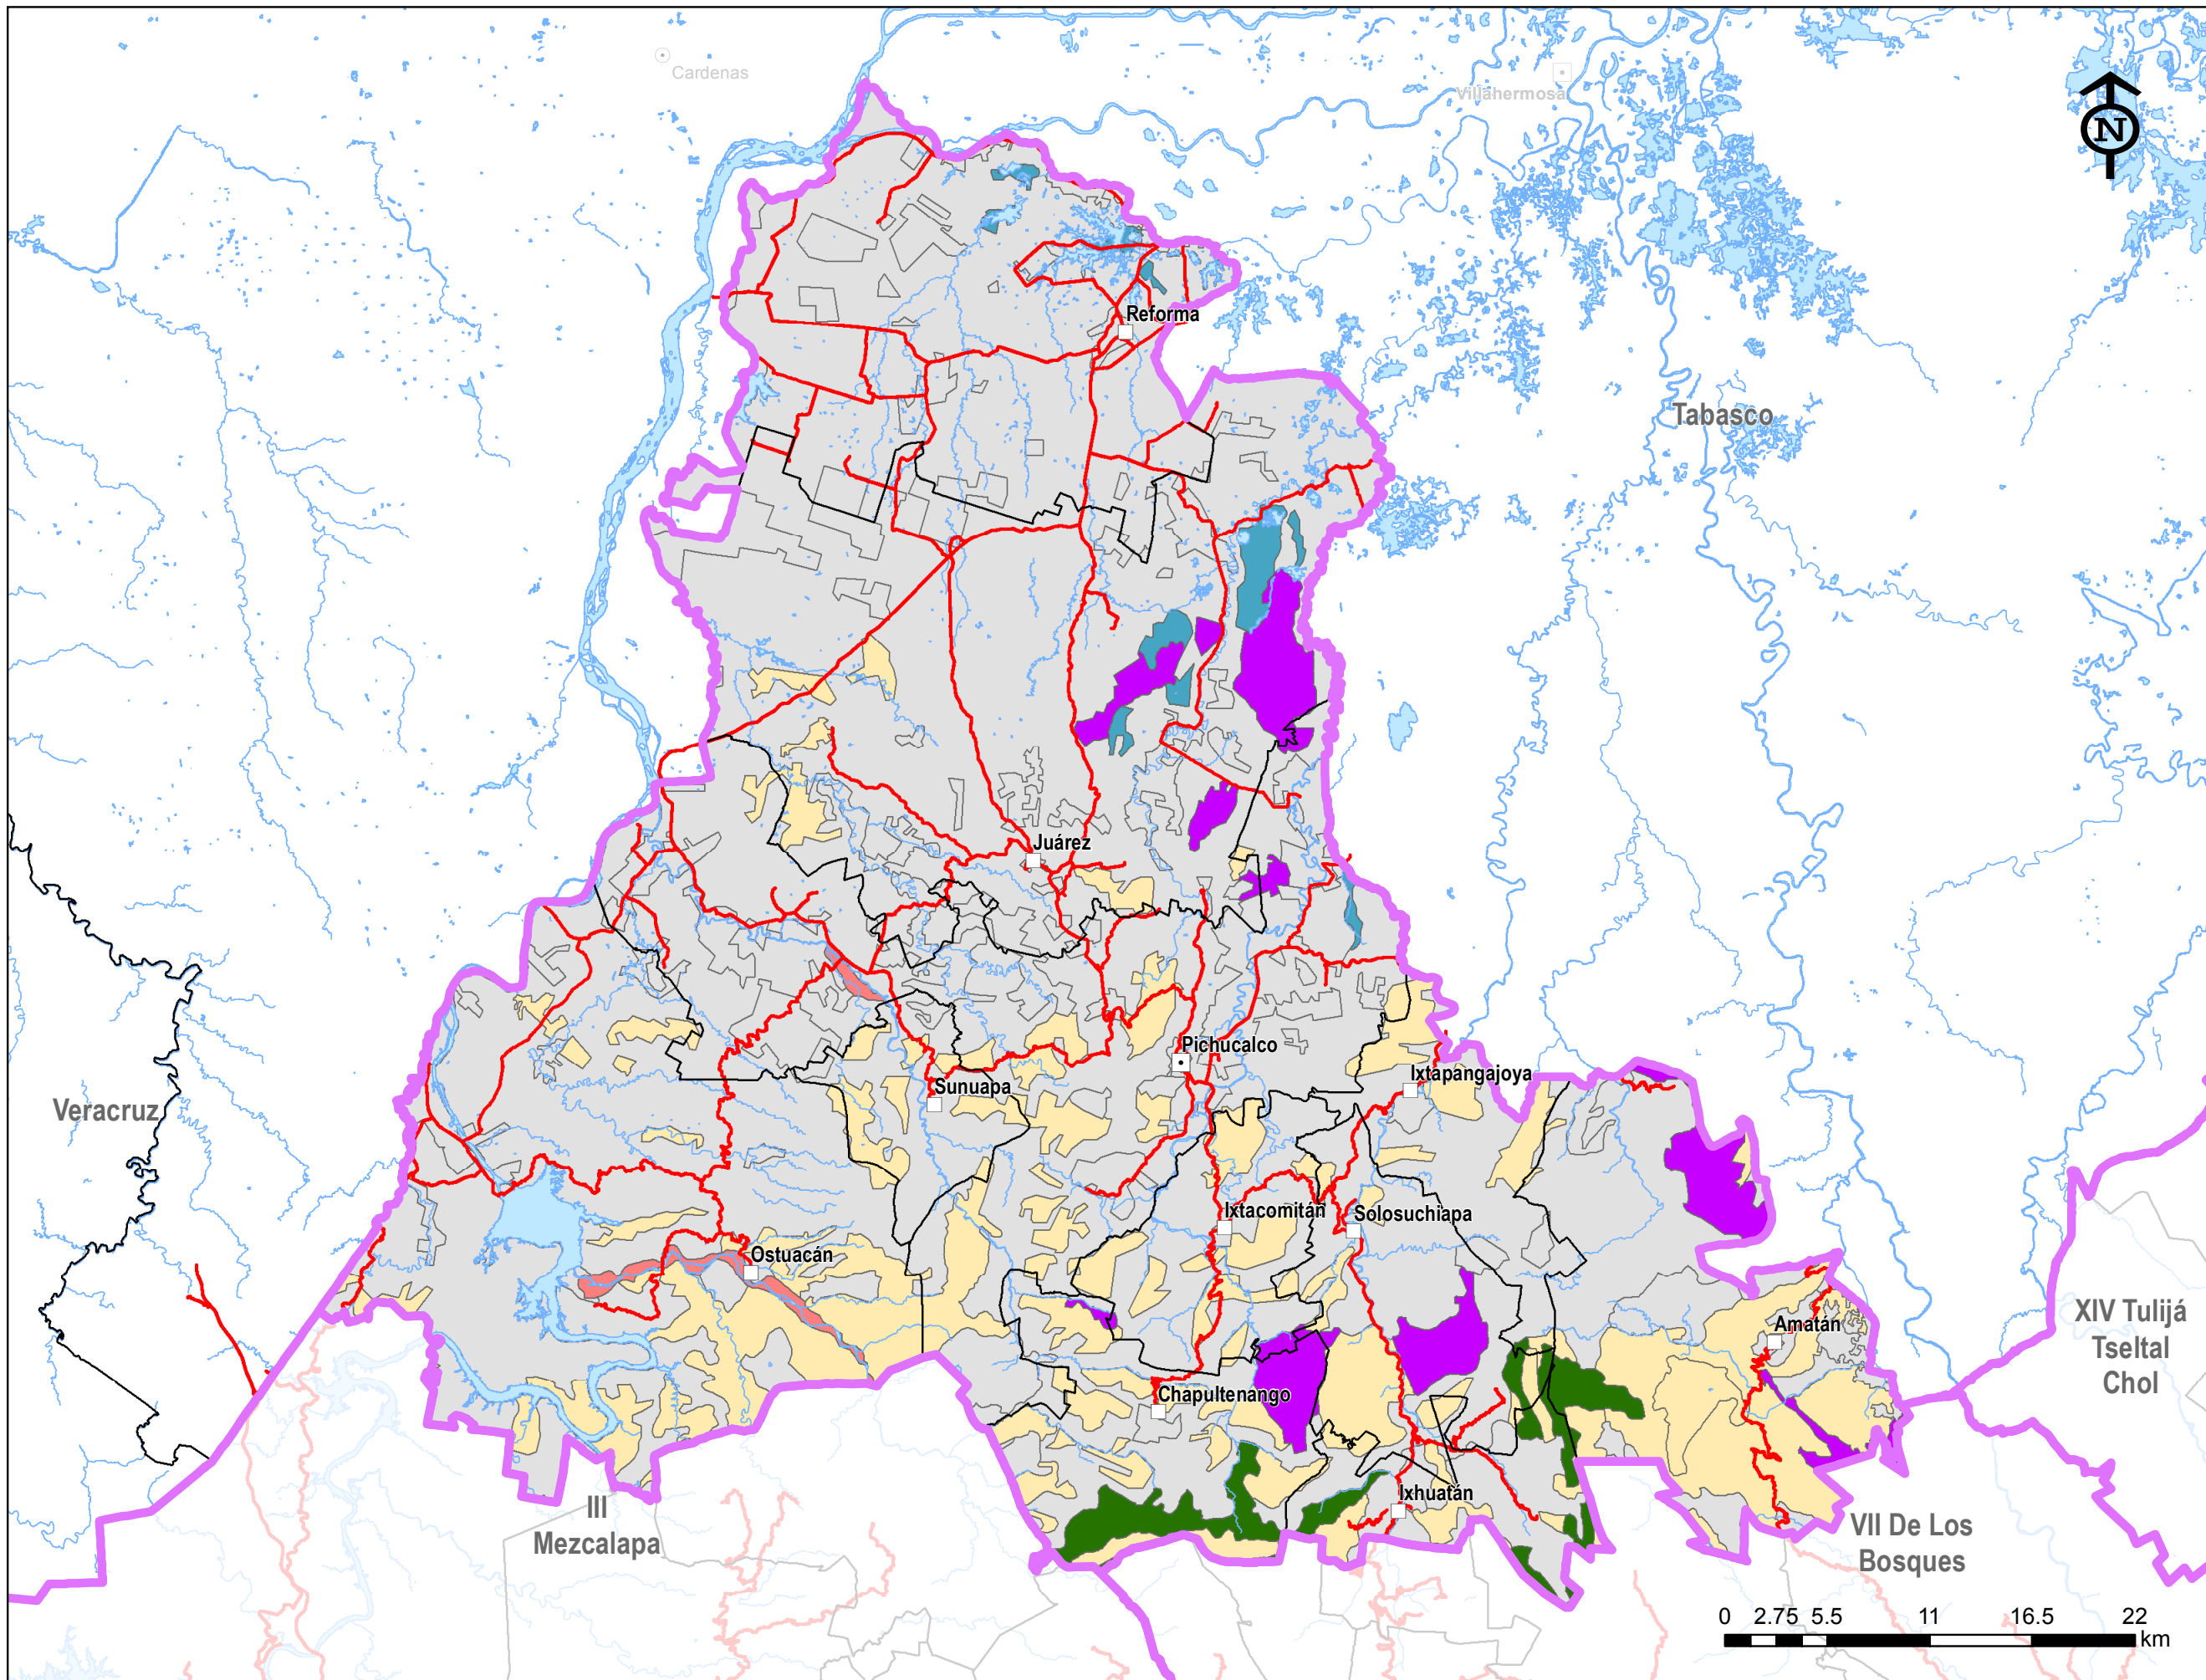 Cardenas
Villahermosa
N
Reforma
Tabasco
Juárez
Pichucalco
Ixtapangajoya
Sunuapa
Veracruz
Ixtacomitán
Solosuchiapa
Ostuacán
XIV Tulijá
Tseltal
Chol
Amatán
Chapultenango
Ixhuatán
III
Mezcalapa
VII De Los
Bosques
0 2.75 5.5 11 16.5 22
km